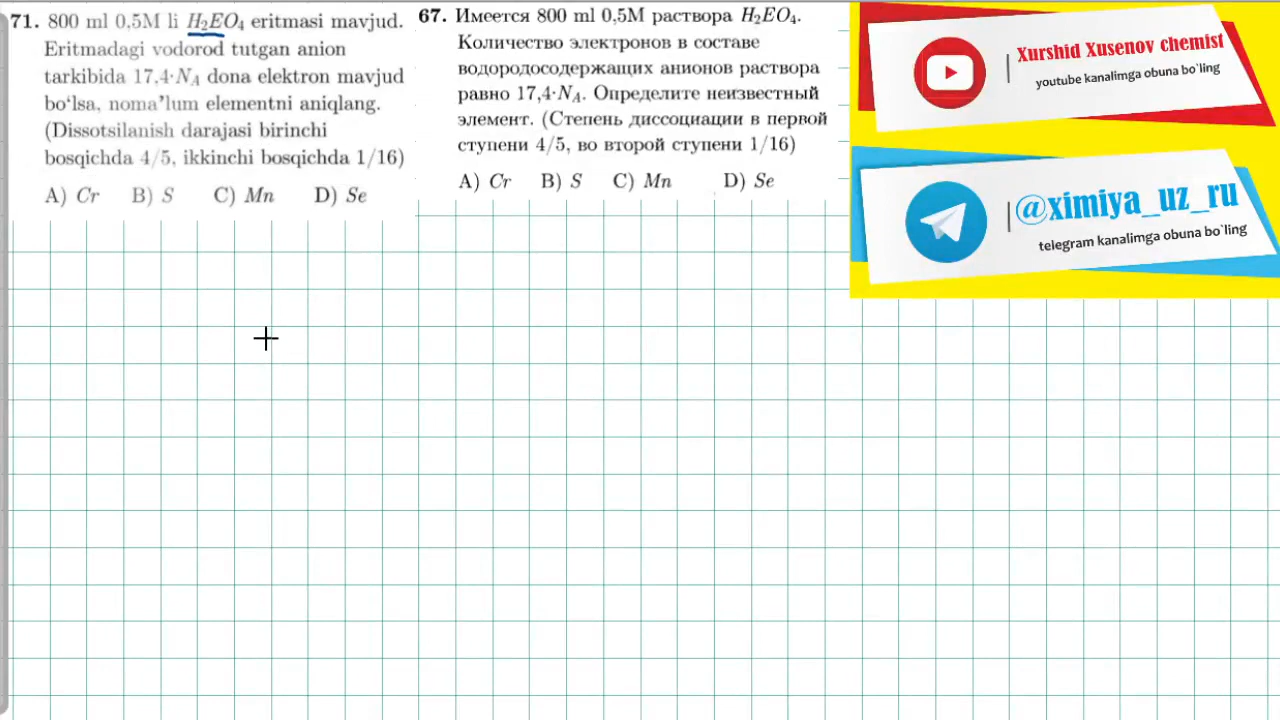 71. 800 ml 0,5M li H₂EO₄ eritmasi mavjud.
Eritmadagi vodorod tutgan anion
tarkibida 17,4·N_A dona elektron mavjud
bo‘lsa, noma’lum elementni aniqlang.
(Dissotsilanish darajasi birinchi
bosqichda 4/5, ikkinchi bosqichda 1/16)
A) Cr B) S C) Mn D) Se
67. Имеется 800 ml 0,5M раствора H₂EO₄.
Количество электронов в составе
водородосодержащих анионов раствора
равно 17,4·N_A. Определите неизвестный
элемент. (Степень диссоциации в первой
ступени 4/5, во второй ступени 1/16)
A) Cr B) S C) Mn D) Se
Xurshid Xusenov chemist
youtube kanalimga obuna bo`ling
@ximiya_uz_ru
telegram kanalimga obuna bo`ling